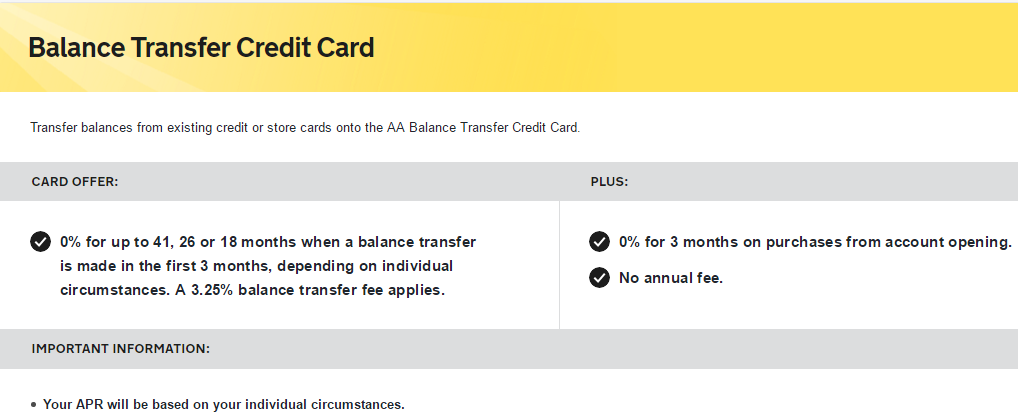 Balance Transfer Credit Card
Transfer balances from existing credit or store cards onto the AA Balance Transfer Credit Card.
CARD OFFER:
0% for up to 41, 26 or 18 months when a balance transfer
is made in the first 3 months, depending on individual
circumstances. A 3.25% balance transfer fee applies.
PLUS:
0% for 3 months on purchases from account opening.
No annual fee.
IMPORTANT INFORMATION:
• Your APR will be based on your individual circumstances.